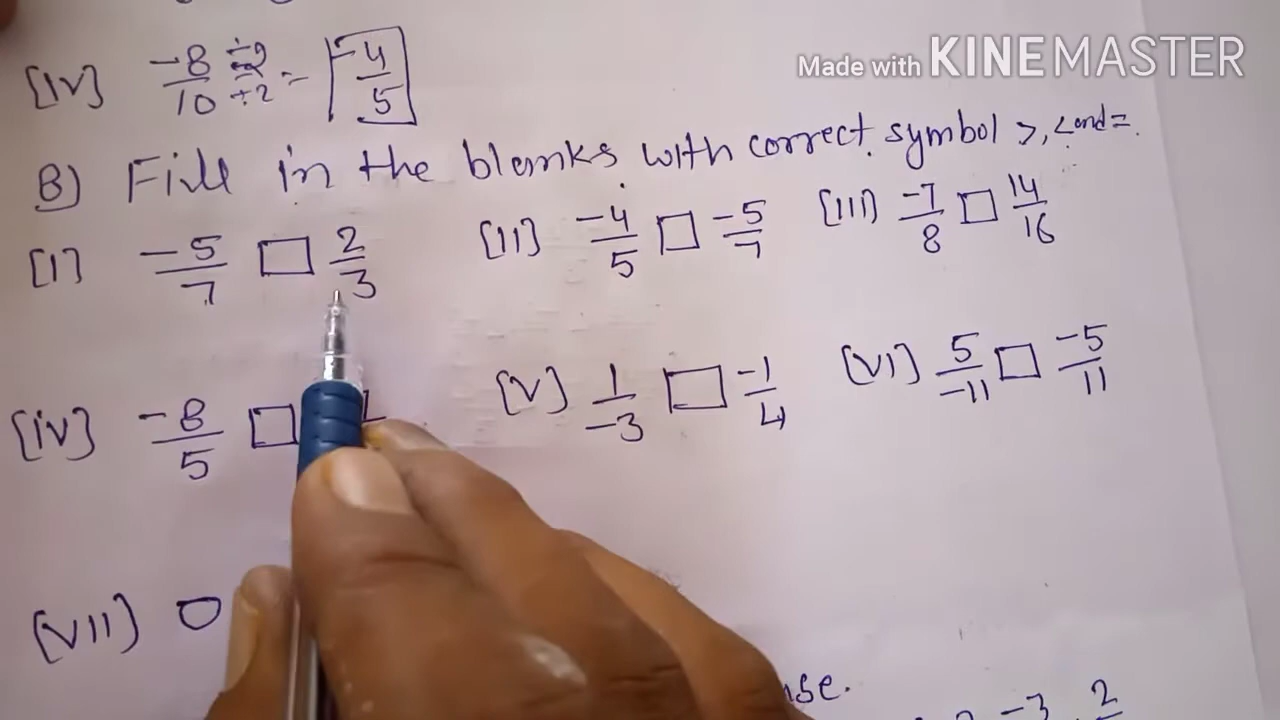 Made with KINEMASTER
[iv] -8/10 ÷2/÷2 = -4/5
B) Fill in the blanks with correct symbol >, < and =.
[I] -5/7 □ 2/3 [II] -4/5 □ -5/7 [III] -7/8 □ 14/16
[iv] -8/5 □ [V] 1/-3 □ -1/4 [VI] 5/-11 □ -5/11
[VII] 0
-3 2